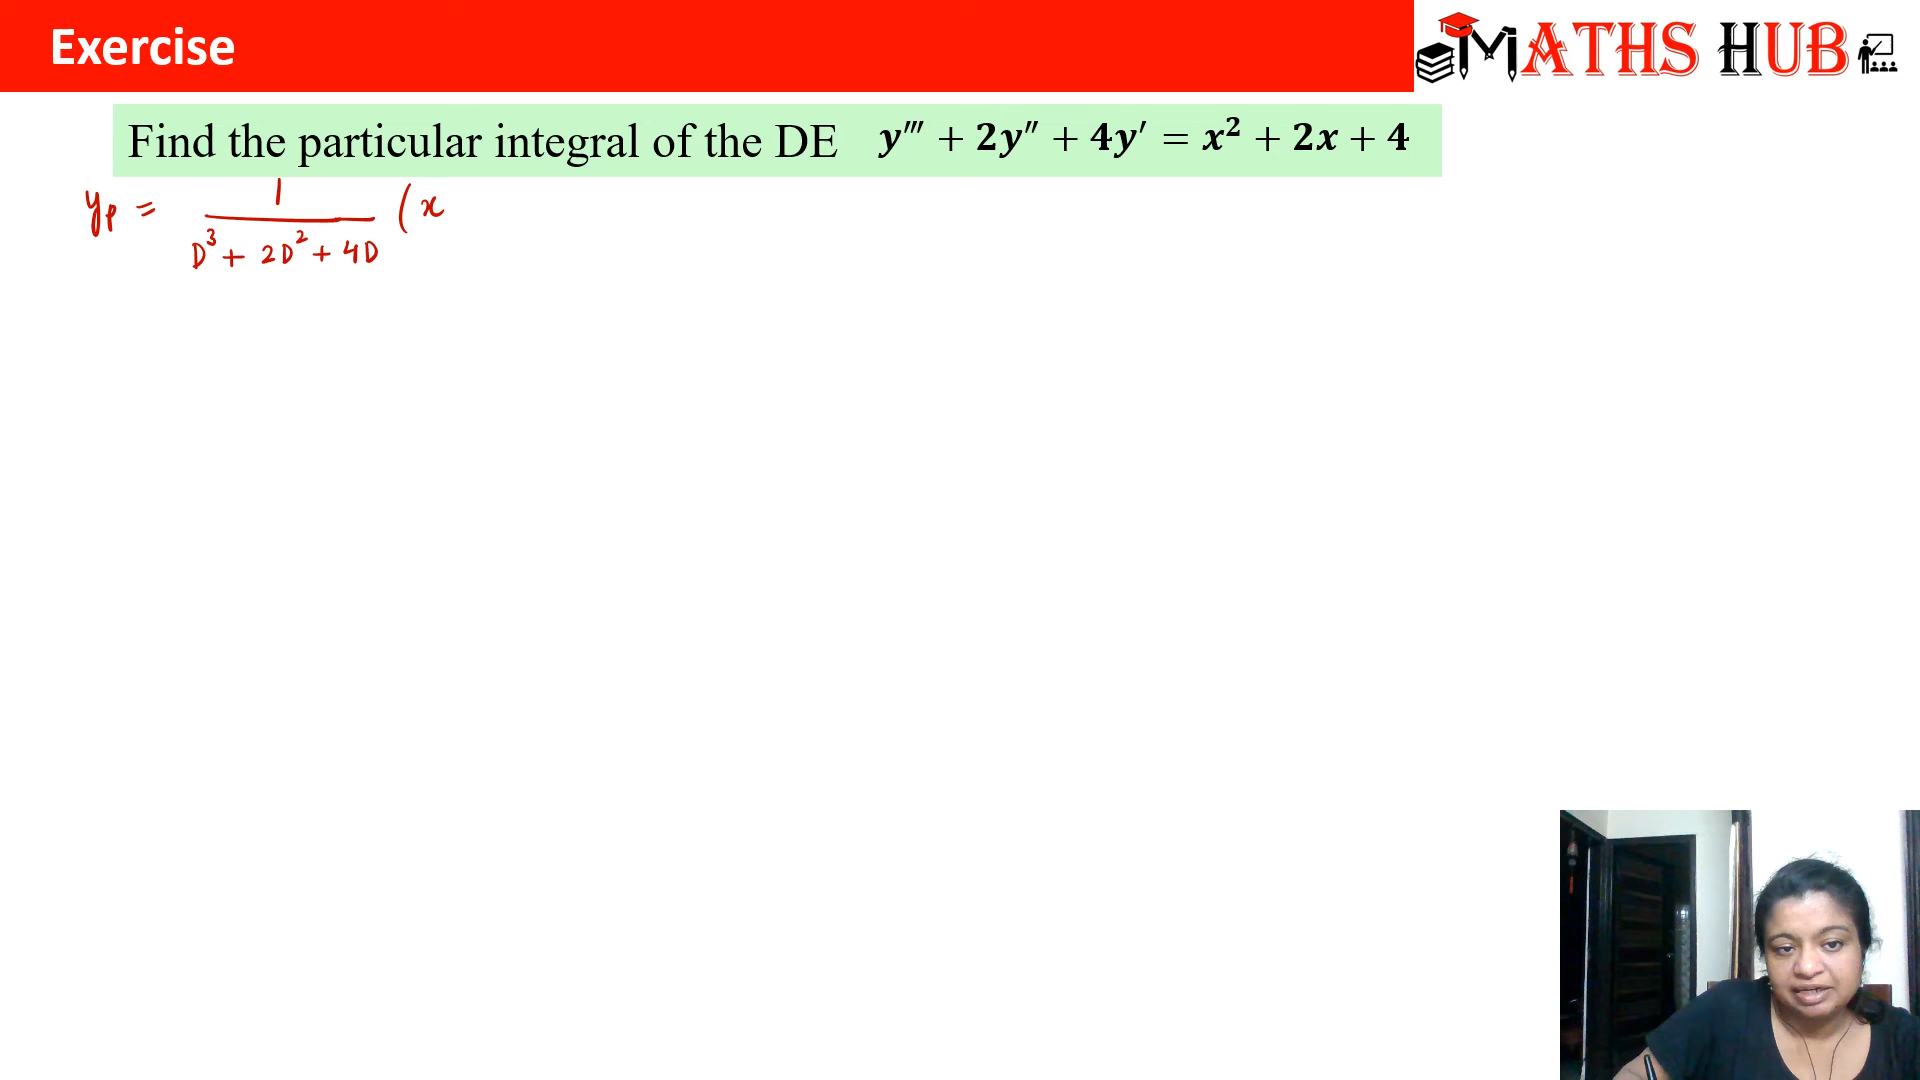 Exercise
MATHS HUB
Find the particular integral of the DE y′′′ + 2y′′ + 4y′ = x² + 2x + 4
yp = 1 / (D³ + 2D² + 4D) (x